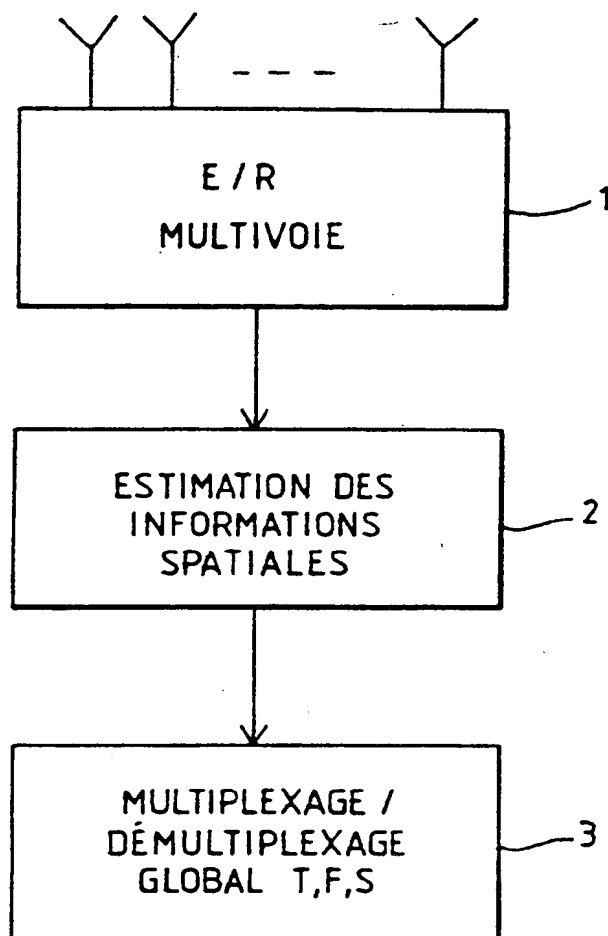 E / R
MULTIVOIE
1
ESTIMATION DES
INFORMATIONS
SPATIALES
2
MULTIPLEXAGE /
DÉMULTIPLEXAGE
GLOBAL T,F,S
3